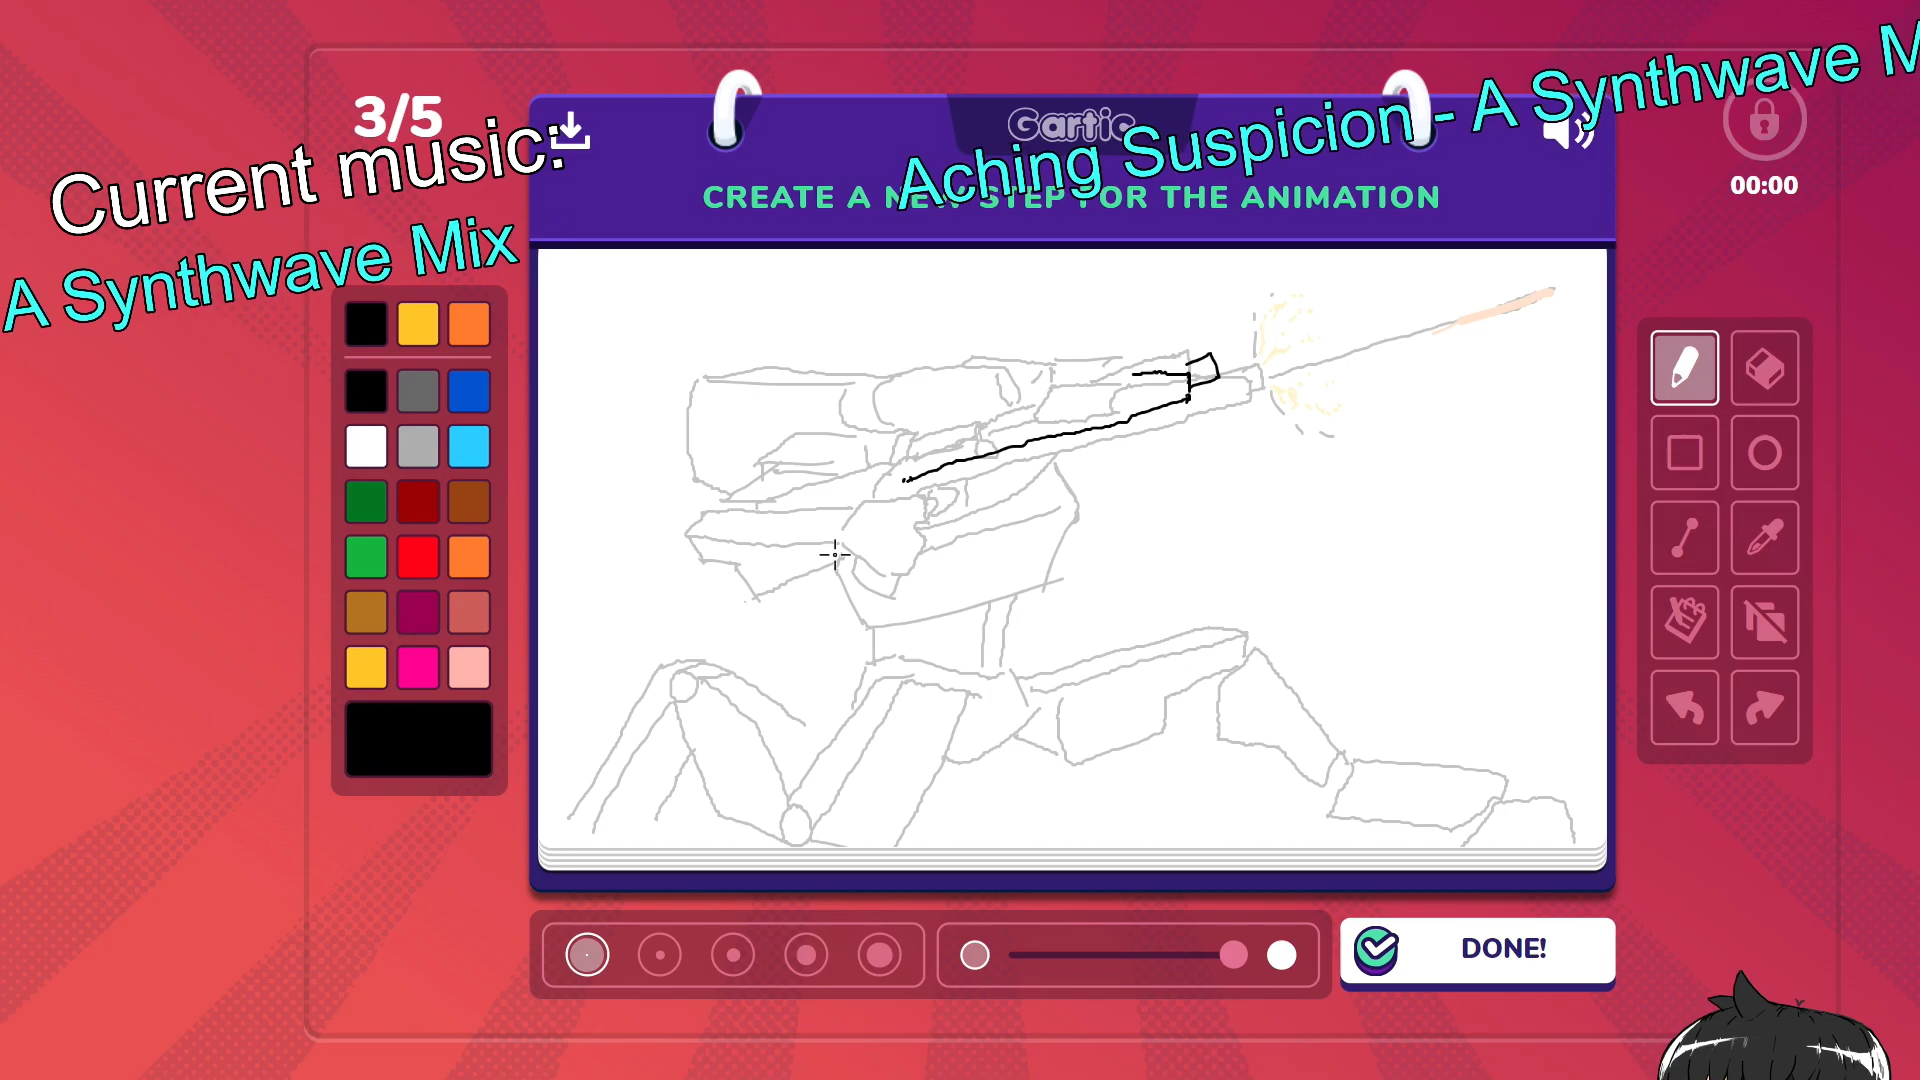 3/5
Current music:
A Synthwave Mix
Gartic
Aching Suspicion - A Synthwave M
CREATE A NEW STEP FOR THE ANIMATION
00:00
DONE!